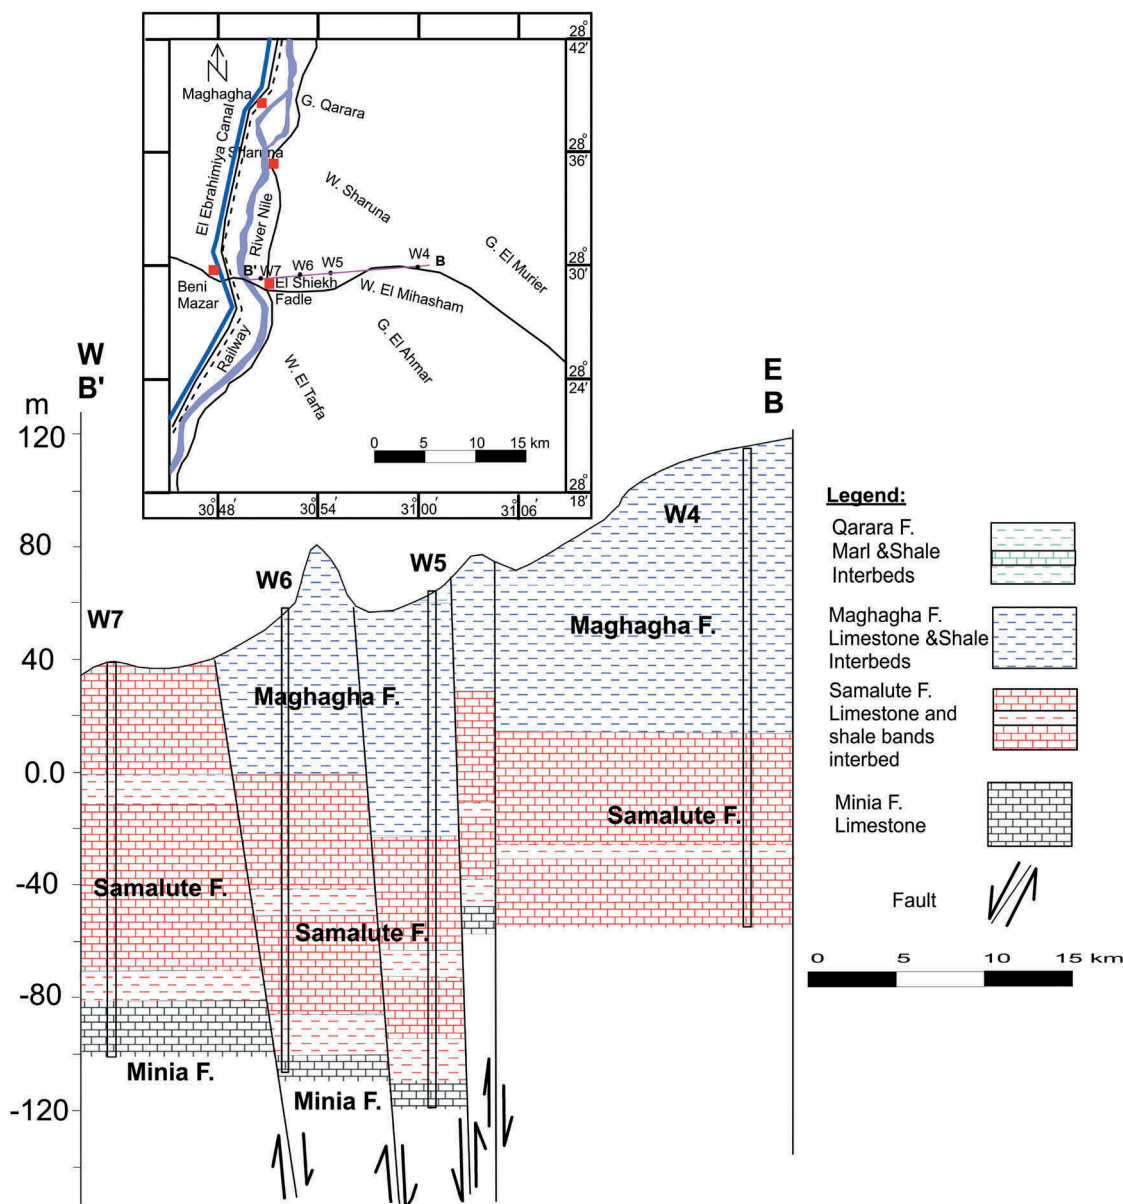 28°
42'
N
Maghagha
G. Qarara
El Ebrahimiya Canal
Sharuna
28°
36'
W. Sharuna
River Nile
G. El Murier
W4
B
B'
W7
W6
W5
28°
30'
El Shiekh
Fadle
Beni
Mazar
W. El Mihasham
G. El Ahmar
Railway
W. El Tarfa
28°
24'
0 5 10 15 km
28°
18'
30°48' 54' 31°00' 06'
W
B'
E
B
m
120
80
40
0.0
-40
-80
-120
W7
W6
W5
W4
Maghagha F.
Maghagha F.
Samalute F.
Samalute F.
Samalute F.
Minia F.
Minia F.
Legend:
Qarara F.
Marl &Shale
Interbeds
Maghagha F.
Limestone &Shale
Interbeds
Samalute F.
Limestone and
shale bands
interbed
Minia F.
Limestone
Fault
0 5 10 15 km